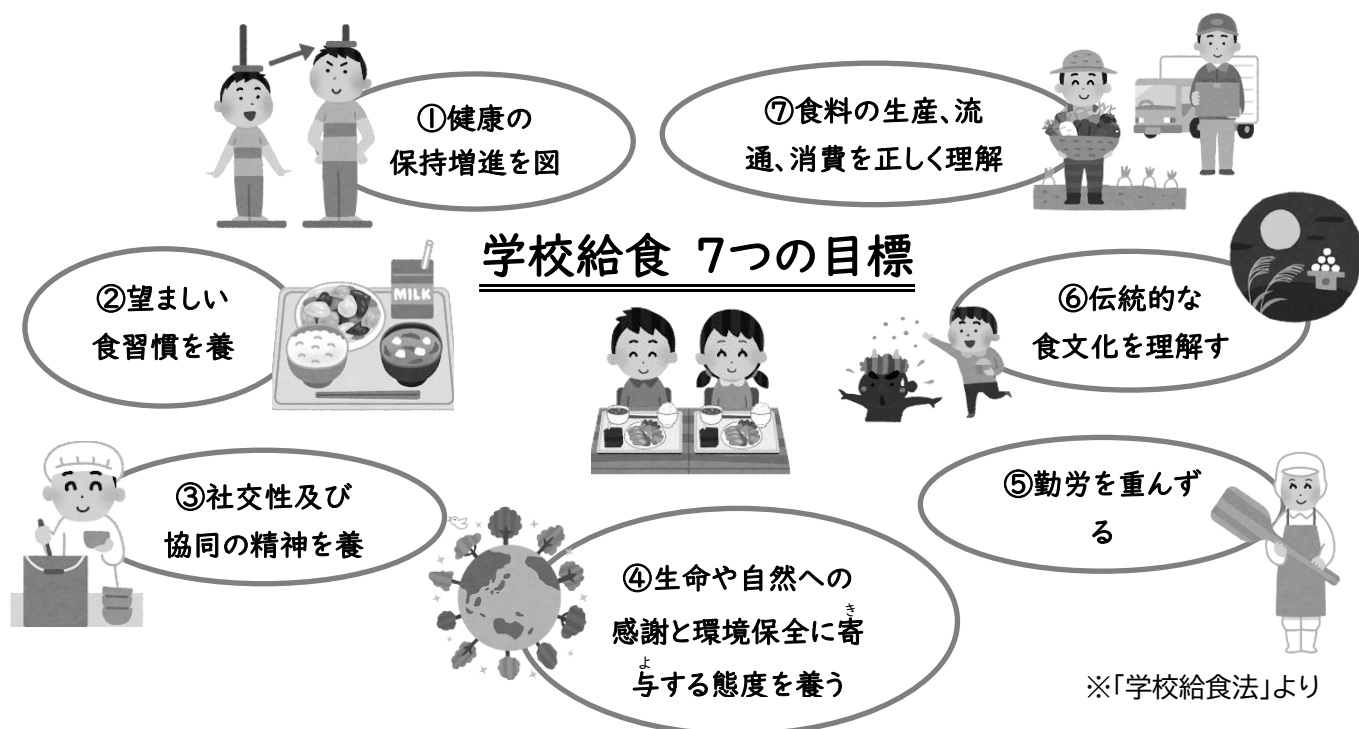 学校給食 7つの目標
①健康の
保持増進を図
②望ましい
食習慣を養
MILK
③社交性及び
協同の精神を養
④生命や自然への
感謝と環境保全に寄
き
与する態度を養う
よ
⑤勤労を重んず
る
⑥伝統的な
食文化を理解す
⑦食料の生産、流
通、消費を正しく理解
※「学校給食法」より